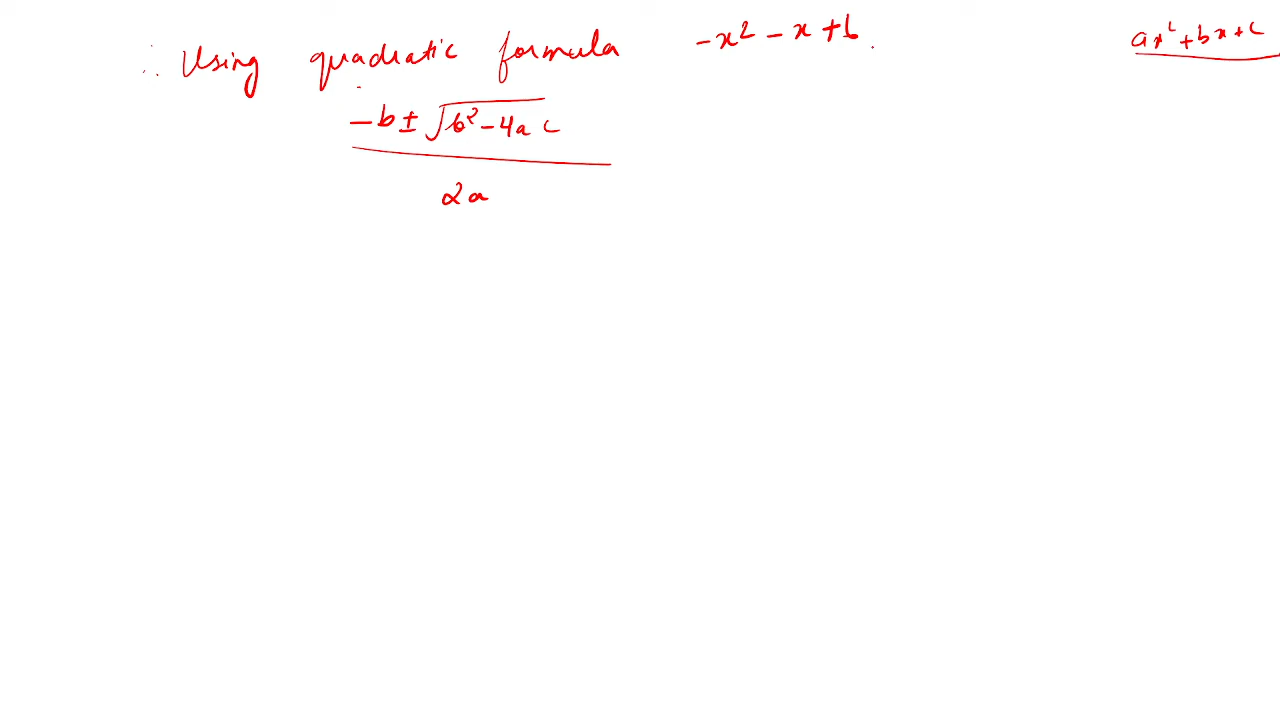 ∴ Using quadratic formula -x² - x + 6
ax² + bx + c
-b ± √(b² - 4ac)
2a